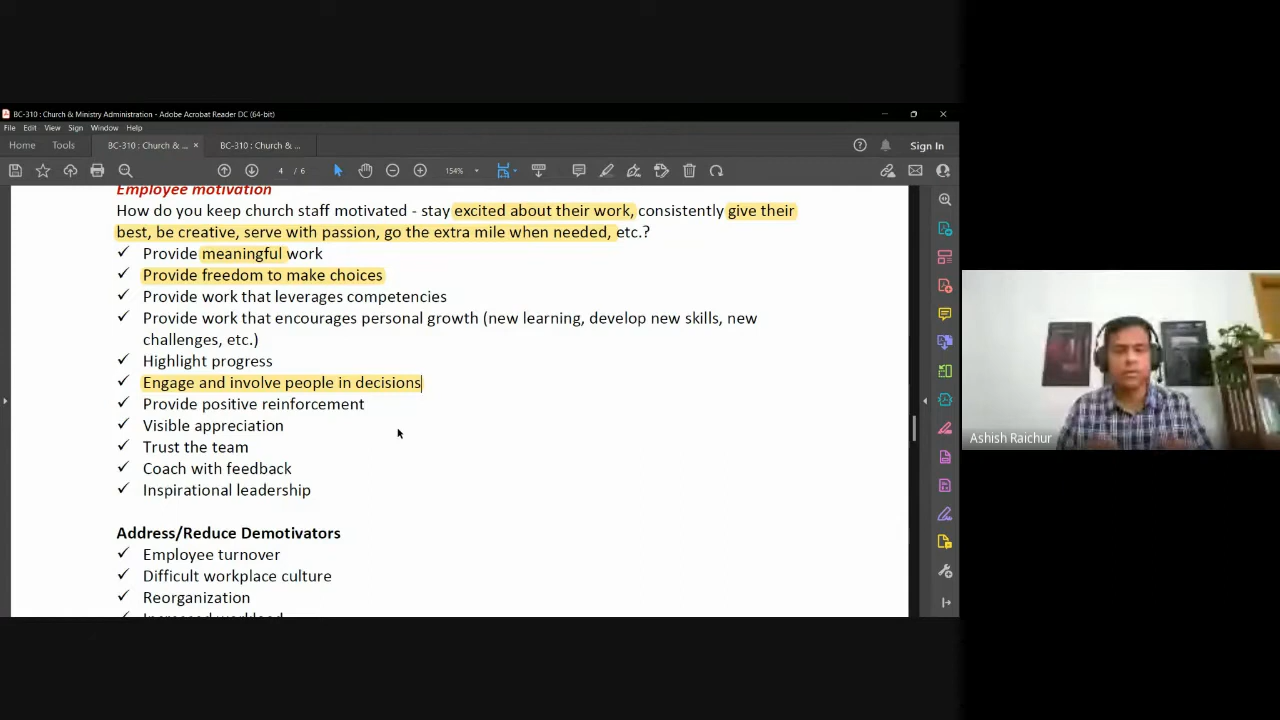 BC-310 : Church & Ministry Administration - Adobe Acrobat Reader DC (64-bit)
File Edit View Sign Window Help
Home Tools BC-310 : Church & ... × BC-310 : Church & ... Sign In
4 / 6 154%
Employee motivation
How do you keep church staff motivated - stay excited about their work, consistently give their
best, be creative, serve with passion, go the extra mile when needed, etc.?
✓ Provide meaningful work
✓ Provide freedom to make choices
✓ Provide work that leverages competencies
✓ Provide work that encourages personal growth (new learning, develop new skills, new
challenges, etc.)
✓ Highlight progress
✓ Engage and involve people in decisions
✓ Provide positive reinforcement
✓ Visible appreciation
✓ Trust the team
✓ Coach with feedback
✓ Inspirational leadership
Address/Reduce Demotivators
✓ Employee turnover
✓ Difficult workplace culture
✓ Reorganization
Increased workload
Ashish Raichur